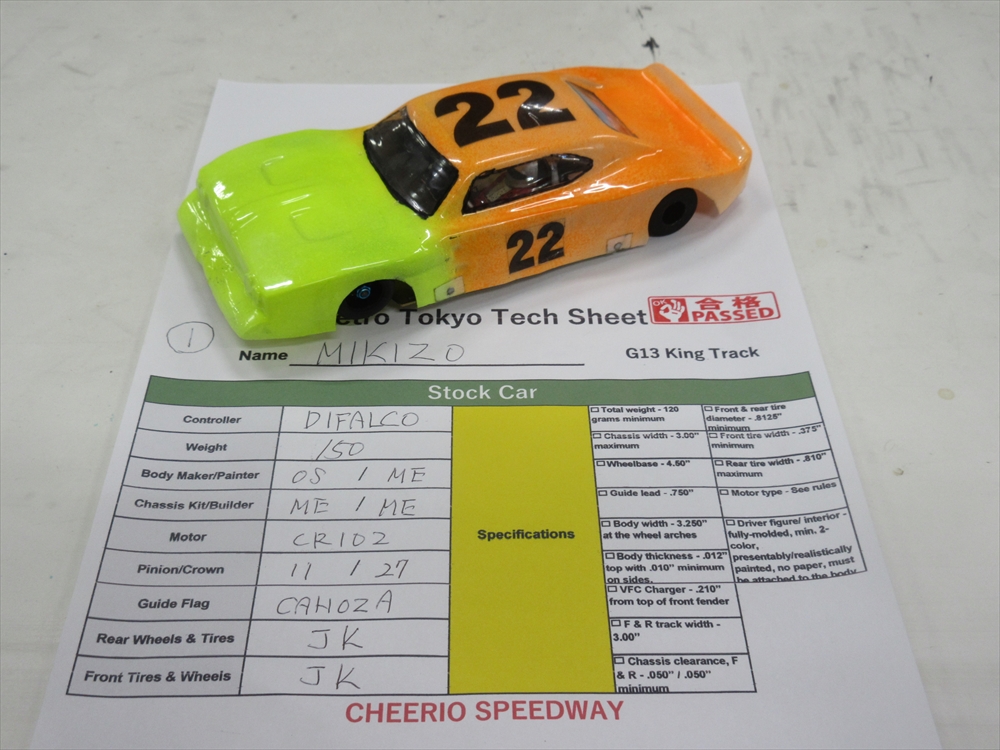 22
22
etro Tokyo Tech Sheet
OK 合格
PASSED
1
Name MIKIZO
G13 King Track
Stock Car
Controller DIFALCO
Weight 150
Body Maker/Painter OS / ME
Chassis Kit/Builder ME / ME
Motor CR102
Pinion/Crown 11 / 27
Guide Flag CAHOZA
Rear Wheels & Tires JK
Front Tires & Wheels JK
Specifications
Total weight - 120
grams minimum
Chassis width - 3.00"
maximum
Wheelbase - 4.50"
Guide lead - .750"
Body width - 3.250"
at the wheel arches
Body thickness - .012"
top with .010" minimum
on sides.
VFC Charger - .210"
from top of front fender
F & R track width -
3.00"
Chassis clearance, F
& R - .050" / .050"
minimum
Front & rear tire
diameter - .8125"
minimum
Front tire width - .375"
minimum
Rear tire width - .810"
maximum
Motor type - See rules
Driver figure/ interior -
fully-molded, min. 2-
color,
presentably/realistically
painted, no paper, must
be attached to the body
CHEERIO SPEEDWAY